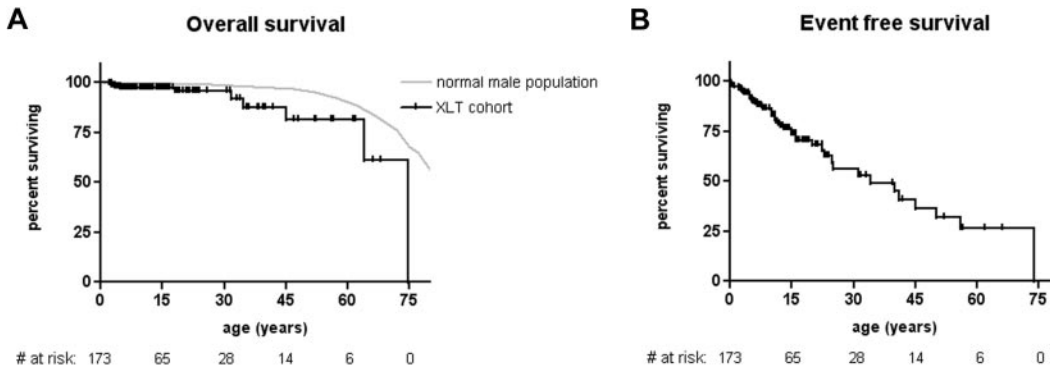 A
Overall survival
percent surviving
100
75
50
25
0
normal male population
XLT cohort
0 15 30 45 60 75
age (years)
# at risk: 173 65 28 14 6 0
B
Event free survival
percent surviving
100
75
50
25
0
0 15 30 45 60 75
age (years)
# at risk: 173 65 28 14 6 0